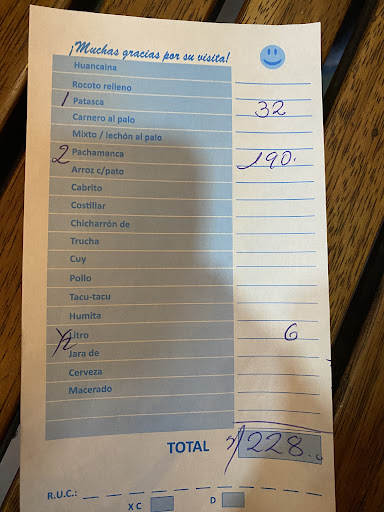 ¡Muchas gracias por su visita!
Huancaina
Rocoto relleno
1 Patasca 32
Carnero al palo
Mixto / lechón al palo
2 Pachamanca 190.
Arroz c/pato
Cabrito
Costillar
Chicharrón de
Trucha
Cuy
Pollo
Tacu-tacu
Humita
1/2 Litro 6
Jara de
Cerveza
Macerado
TOTAL S/ 228.
R.U.C.:
X C D